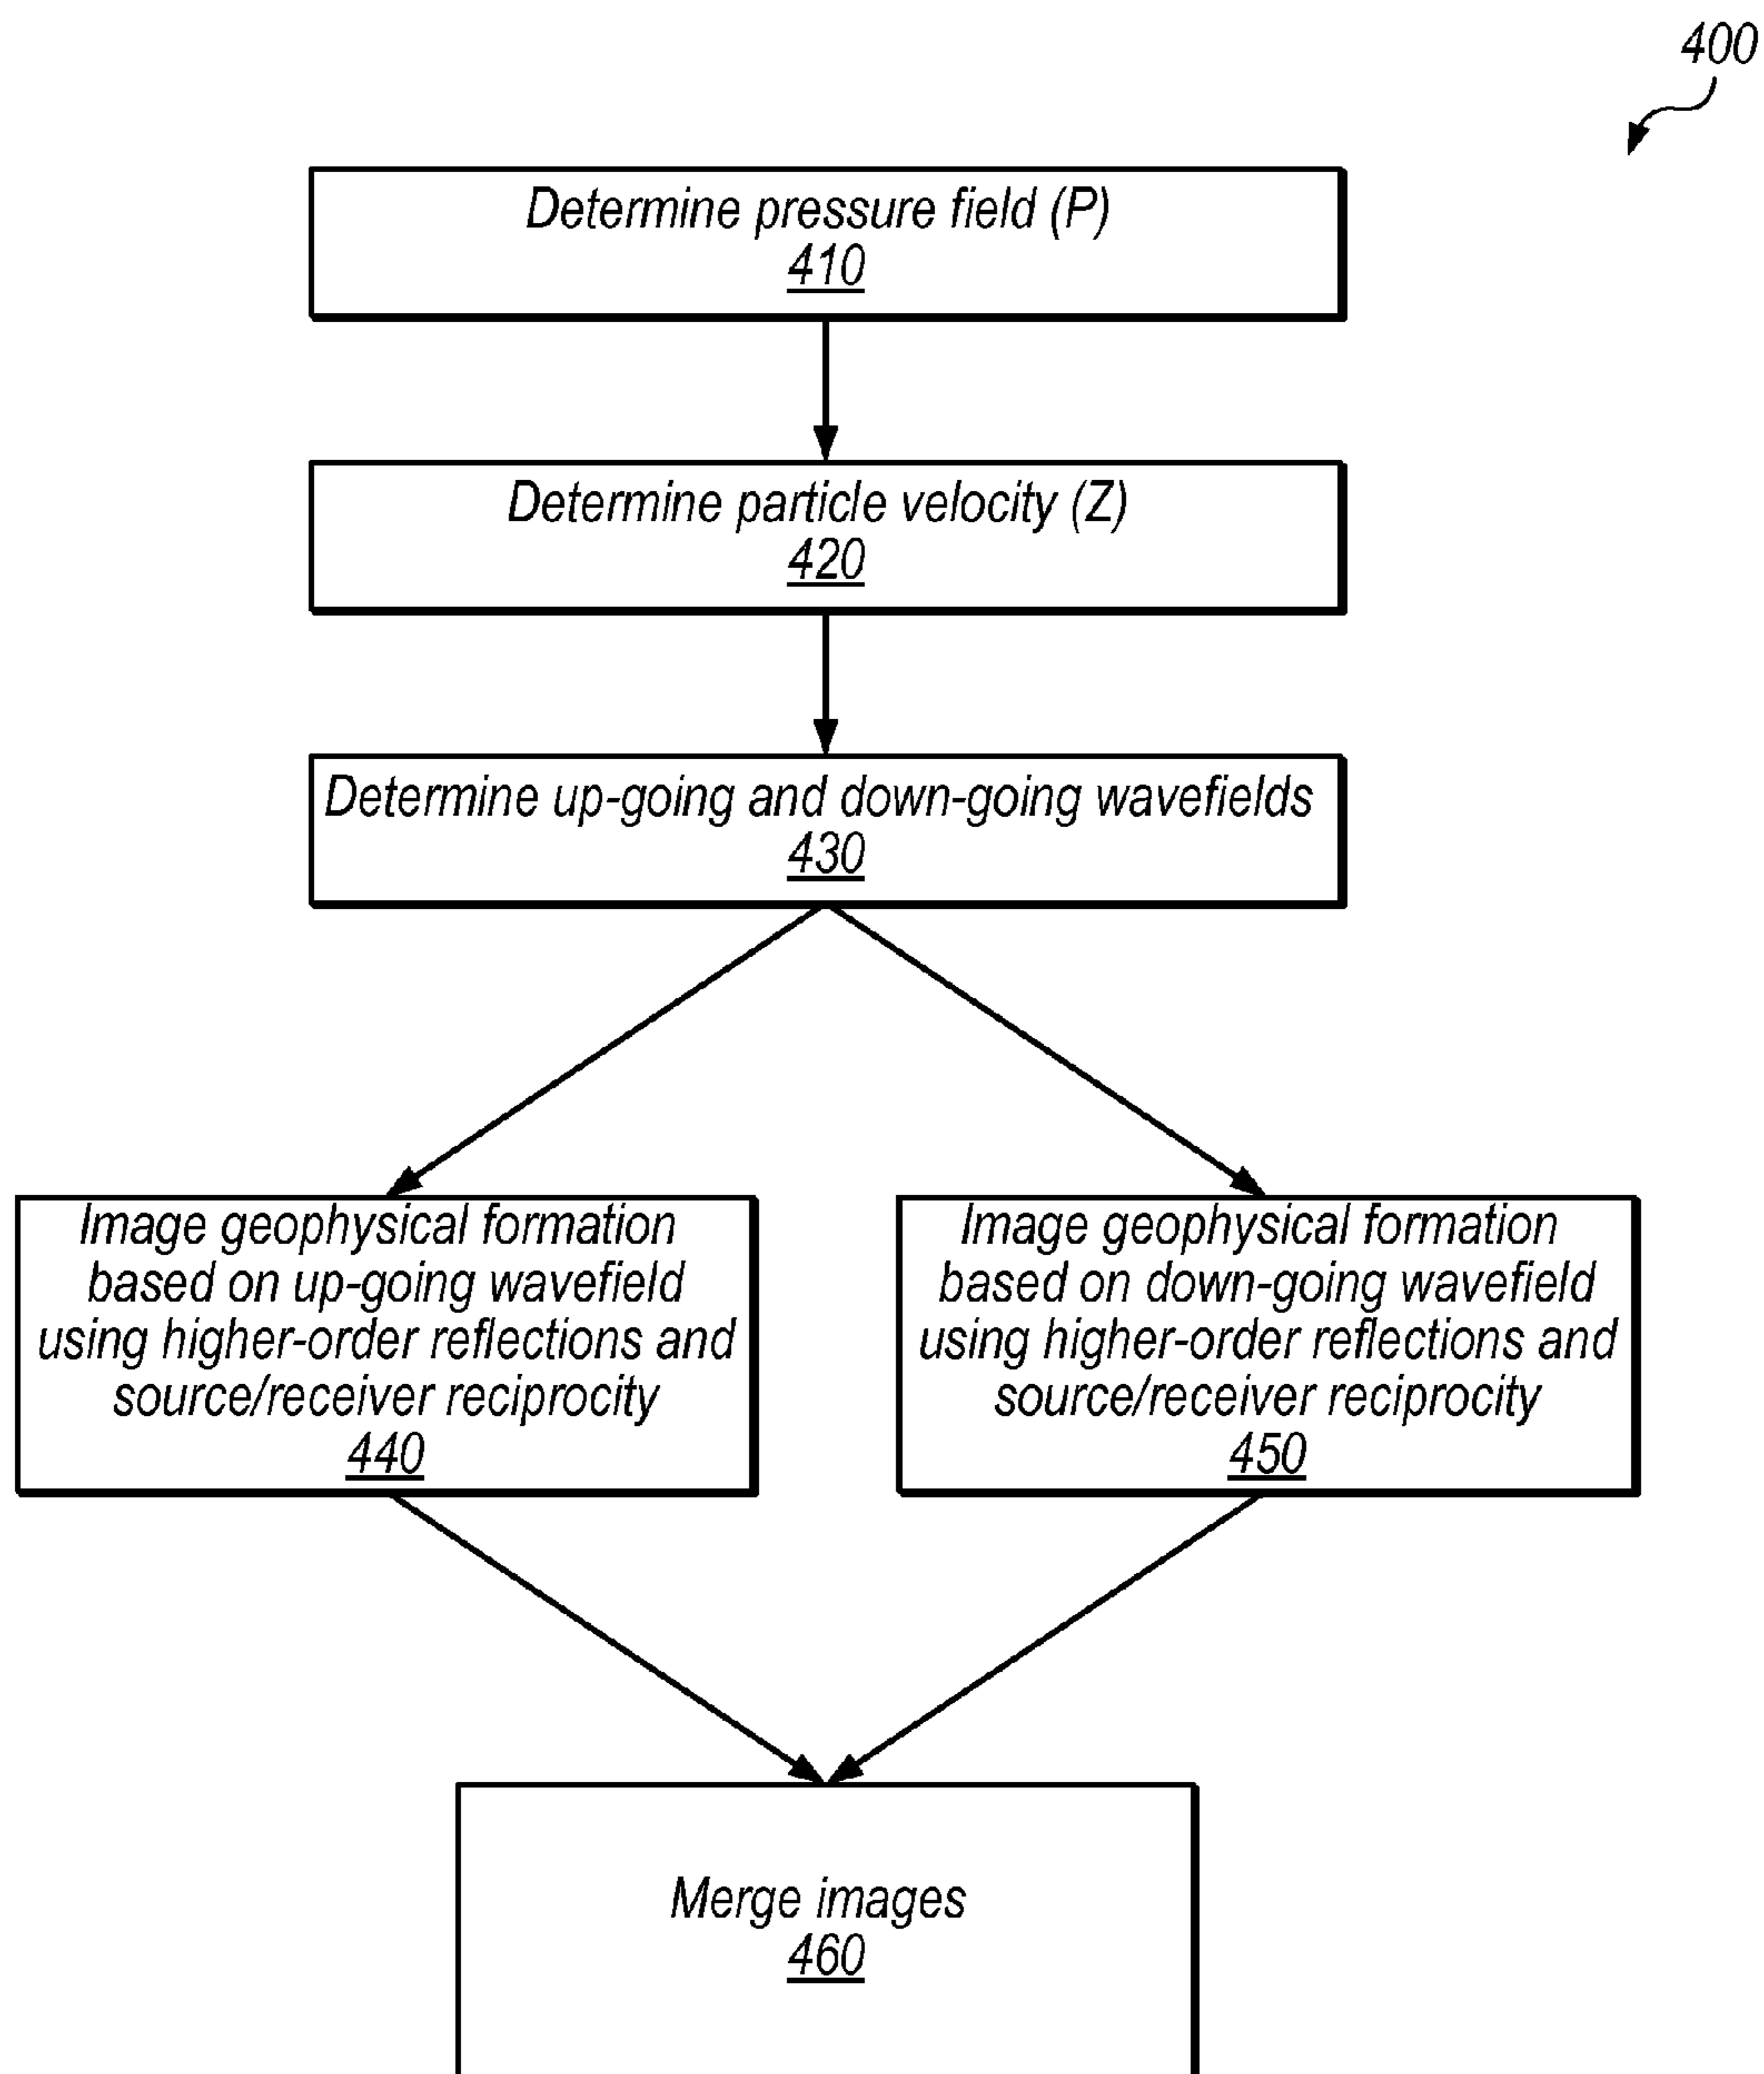 400
Determine pressure field (P)
410
Determine particle velocity (Z)
420
Determine up-going and down-going wavefields
430
Image geophysical formation
based on up-going wavefield
using higher-order reflections and
source/receiver reciprocity
440
Image geophysical formation
based on down-going wavefield
using higher-order reflections and
source/receiver reciprocity
450
Merge images
460